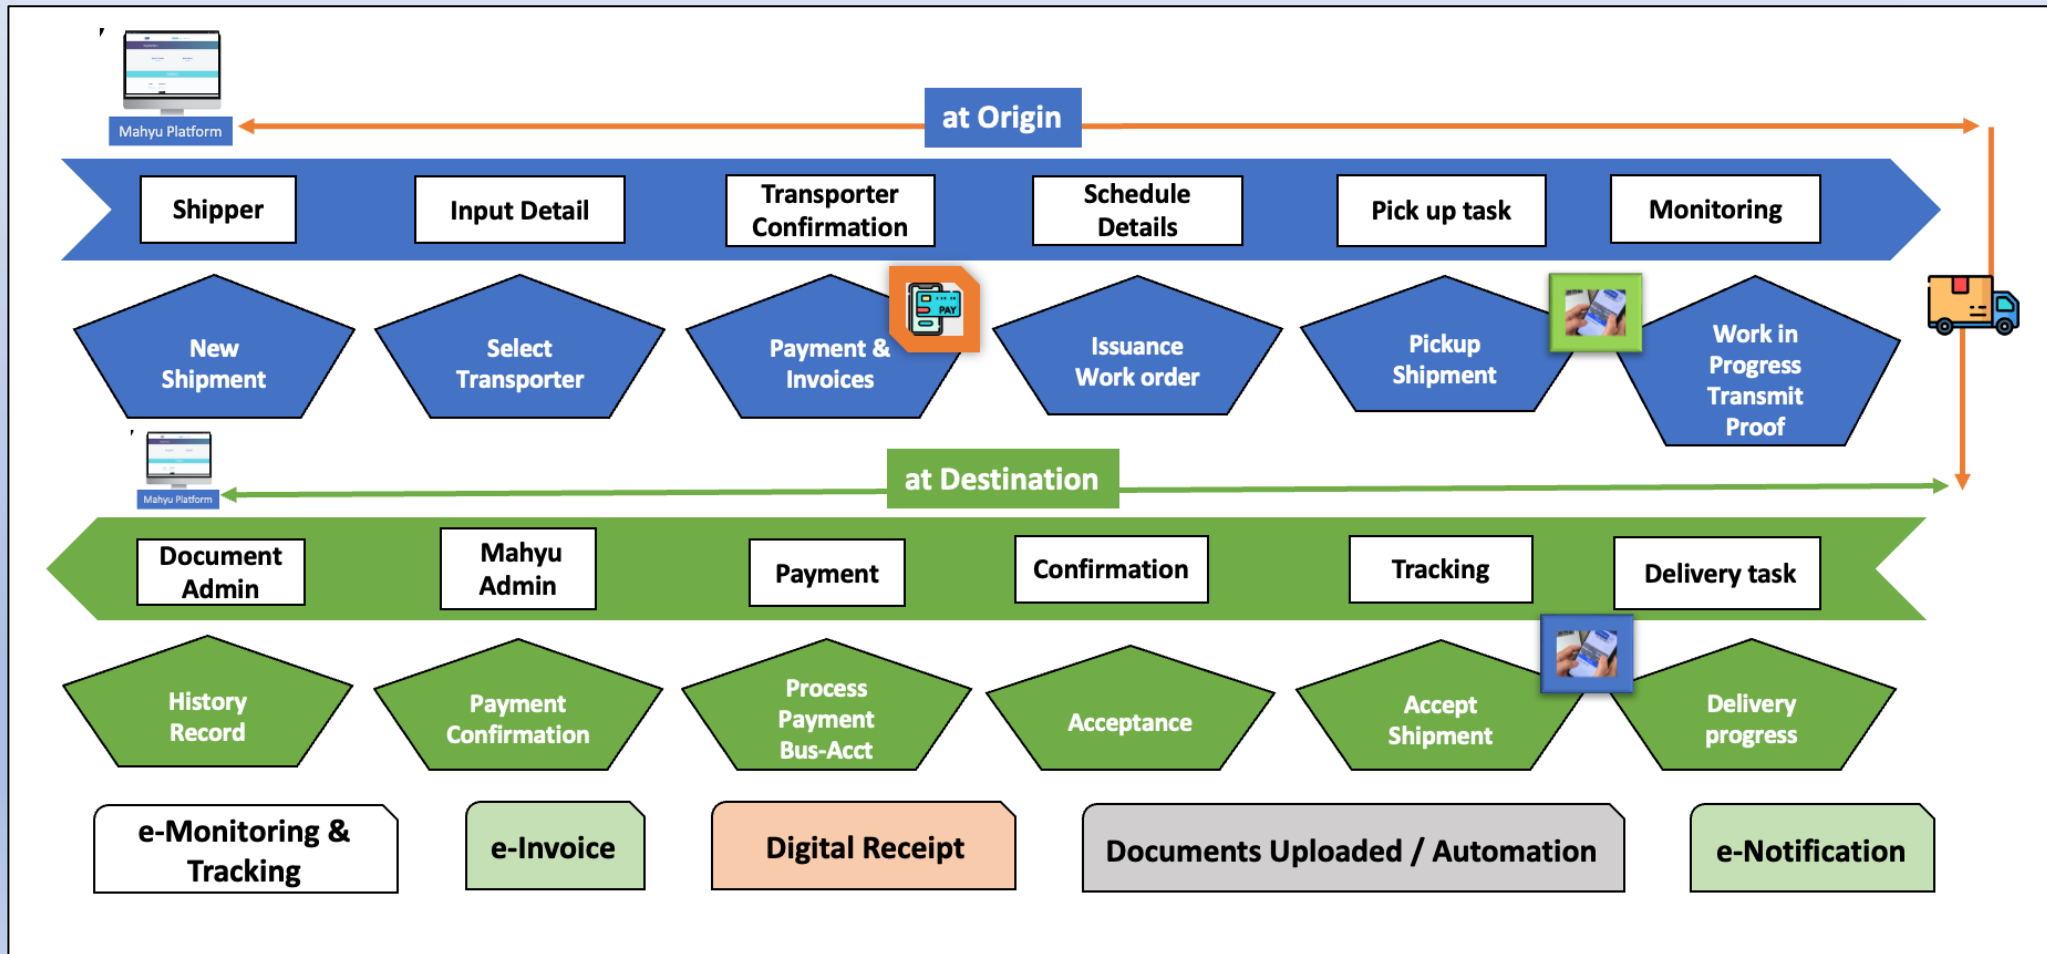 Mahyu Platform
at Origin
Shipper
Input Detail
Transporter
Confirmation
Schedule
Details
Pick up task
Monitoring
New
Shipment
Select
Transporter
Payment &
Invoices
PAY
Issuance
Work order
Pickup
Shipment
Work in
Progress
Transmit
Proof
Mahyu Platform
at Destination
Document
Admin
Mahyu
Admin
Payment
Confirmation
Tracking
Delivery task
History
Record
Payment
Confirmation
Process
Payment
Bus-Acct
Acceptance
Accept
Shipment
Delivery
progress
e-Monitoring &
Tracking
e-Invoice
Digital Receipt
Documents Uploaded / Automation
e-Notification